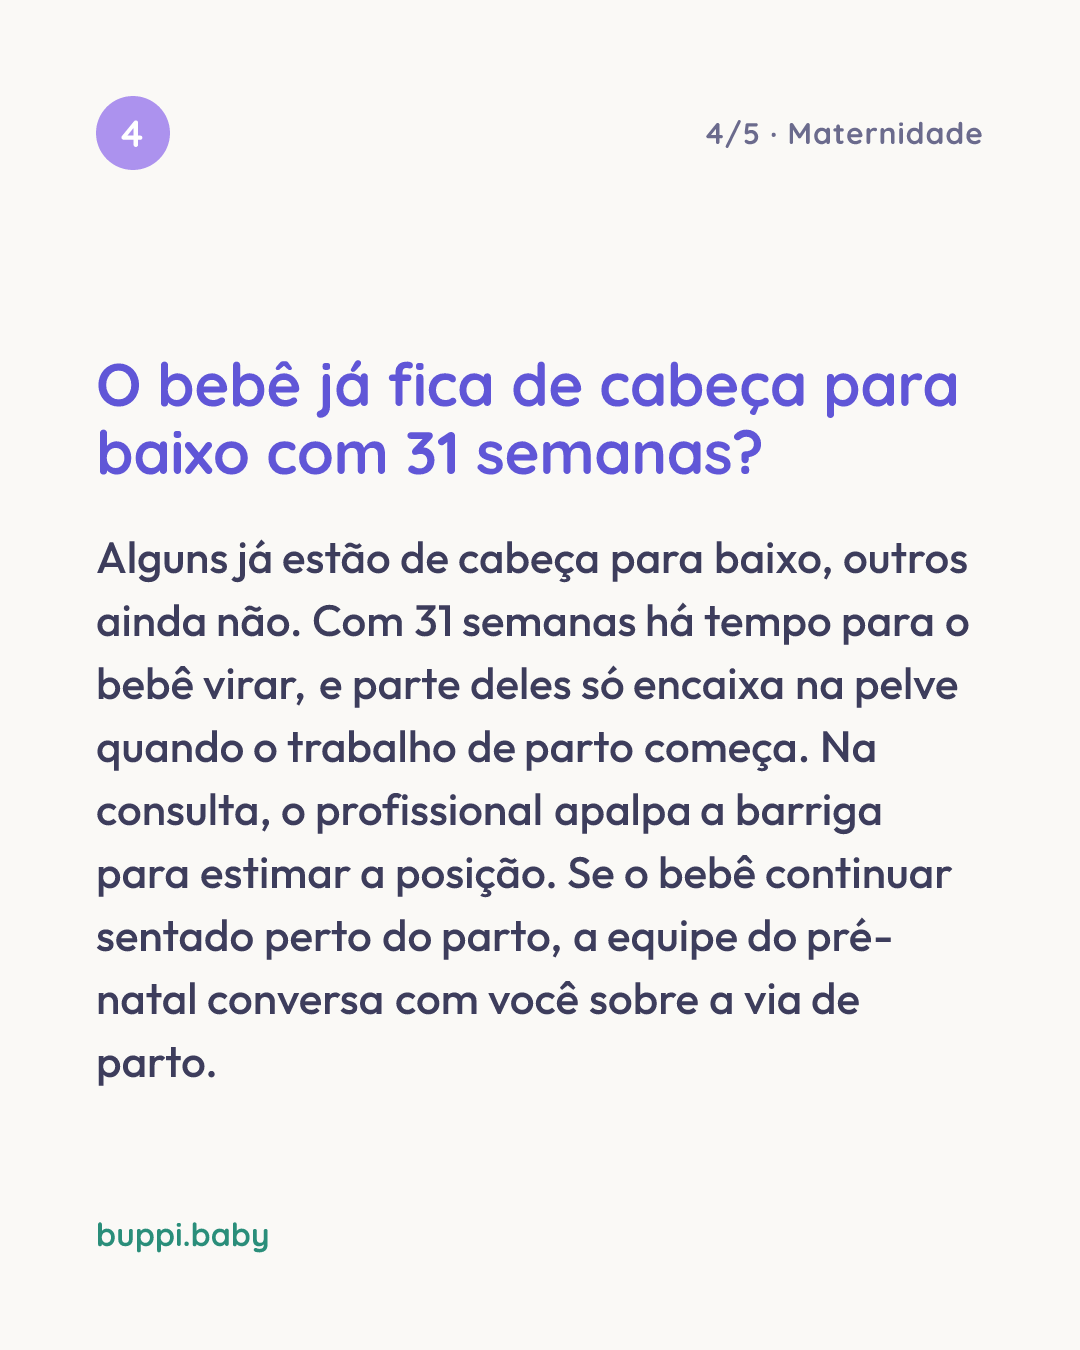 4
4/5 · Maternidade
O bebê já fica de cabeça para
baixo com 31 semanas?
Alguns já estão de cabeça para baixo, outros
ainda não. Com 31 semanas há tempo para o
bebê virar, e parte deles só encaixa na pelve
quando o trabalho de parto começa. Na
consulta, o profissional apalpa a barriga
para estimar a posição. Se o bebê continuar
sentado perto do parto, a equipe do pré-
natal conversa com você sobre a via de
parto.
buppi.baby